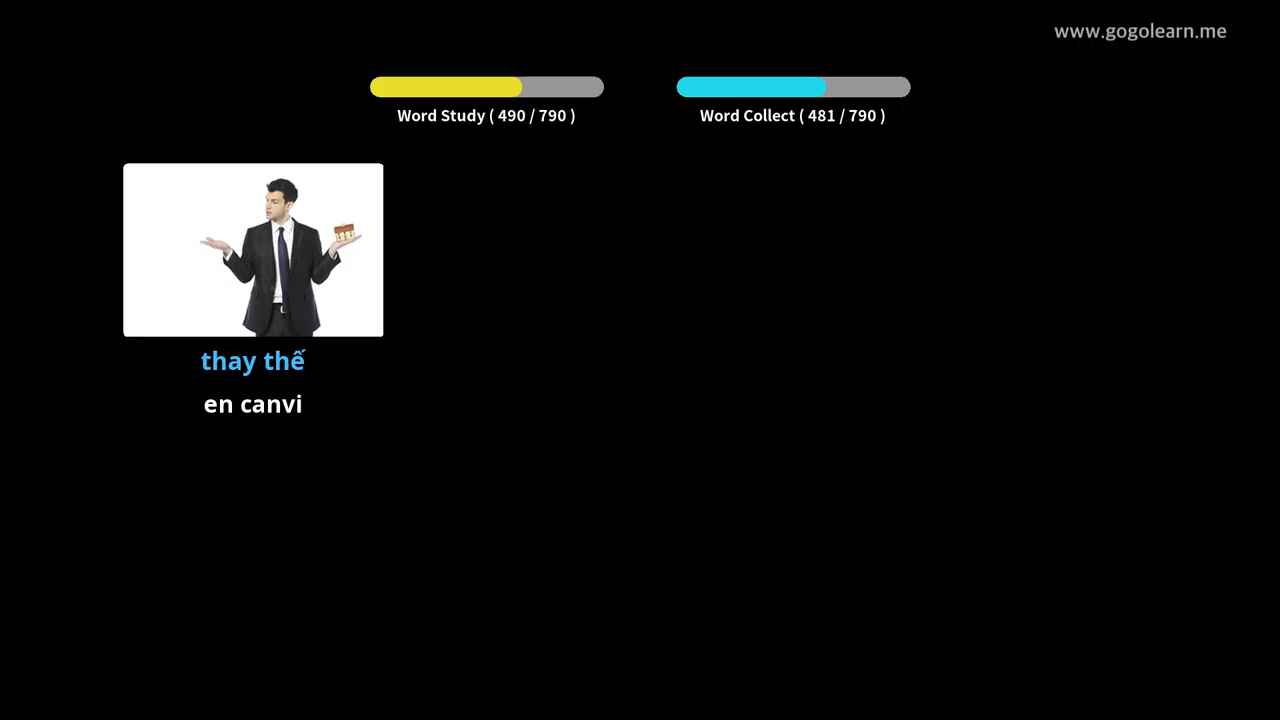 www.gogolearn.me
Word Study ( 490 / 790 )
Word Collect ( 481 / 790 )
thay thế
en canvi